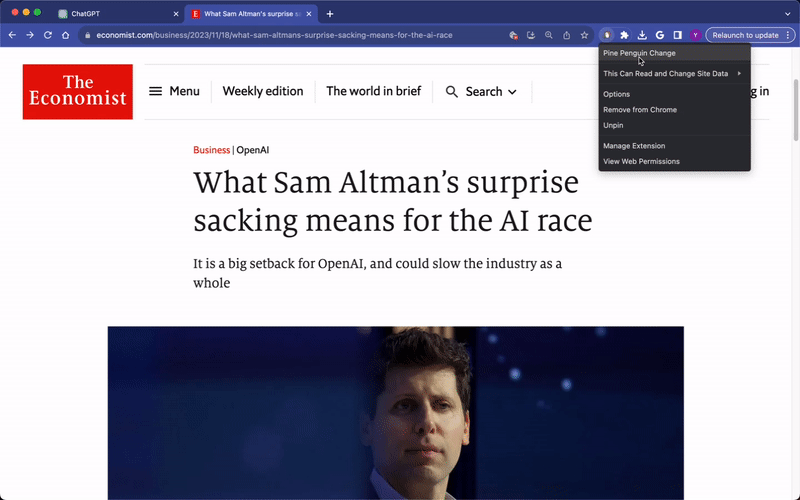 ChatGPT
What Sam Altman's surprise s
economist.com/business/2023/11/18/what-sam-altmans-surprise-sacking-means-for-the-ai-race
Y
Relaunch to update
Pine Penguin Change
This Can Read and Change Site Data
Options
Remove from Chrome
Unpin
Manage Extension
View Web Permissions
The
Economist
Menu
Weekly edition
The world in brief
Search
g in
Business | OpenAI
What Sam Altman's surprise
sacking means for the AI race
It is a big setback for OpenAI, and could slow the industry as a
whole